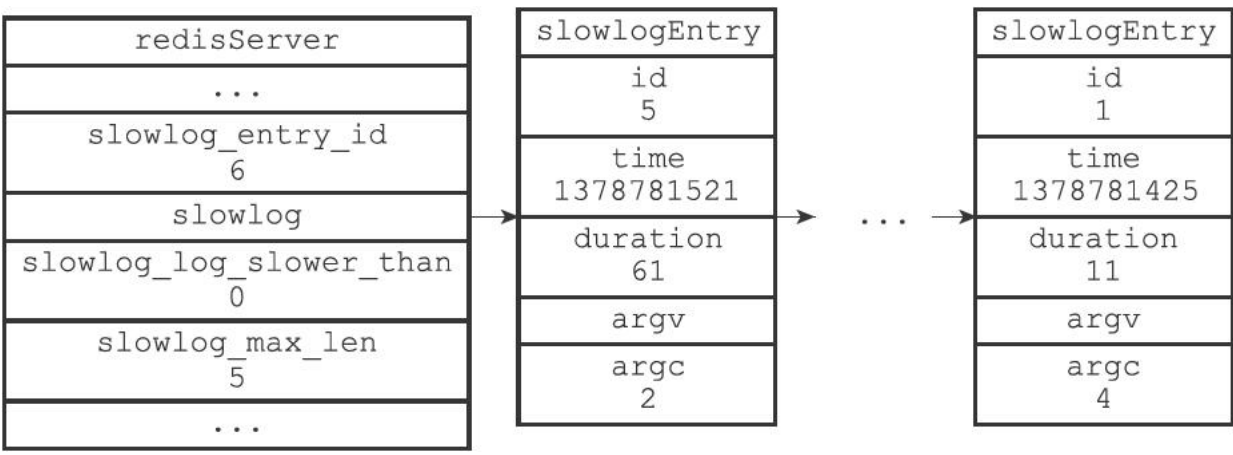 redisServer
...
slowlog_entry_id
6
slowlog
slowlog_log_slower_than
0
slowlog_max_len
5
...
slowlogEntry
id
5
time
1378781521
duration
61
argv
argc
2
...
slowlogEntry
id
1
time
1378781425
duration
11
argv
argc
4